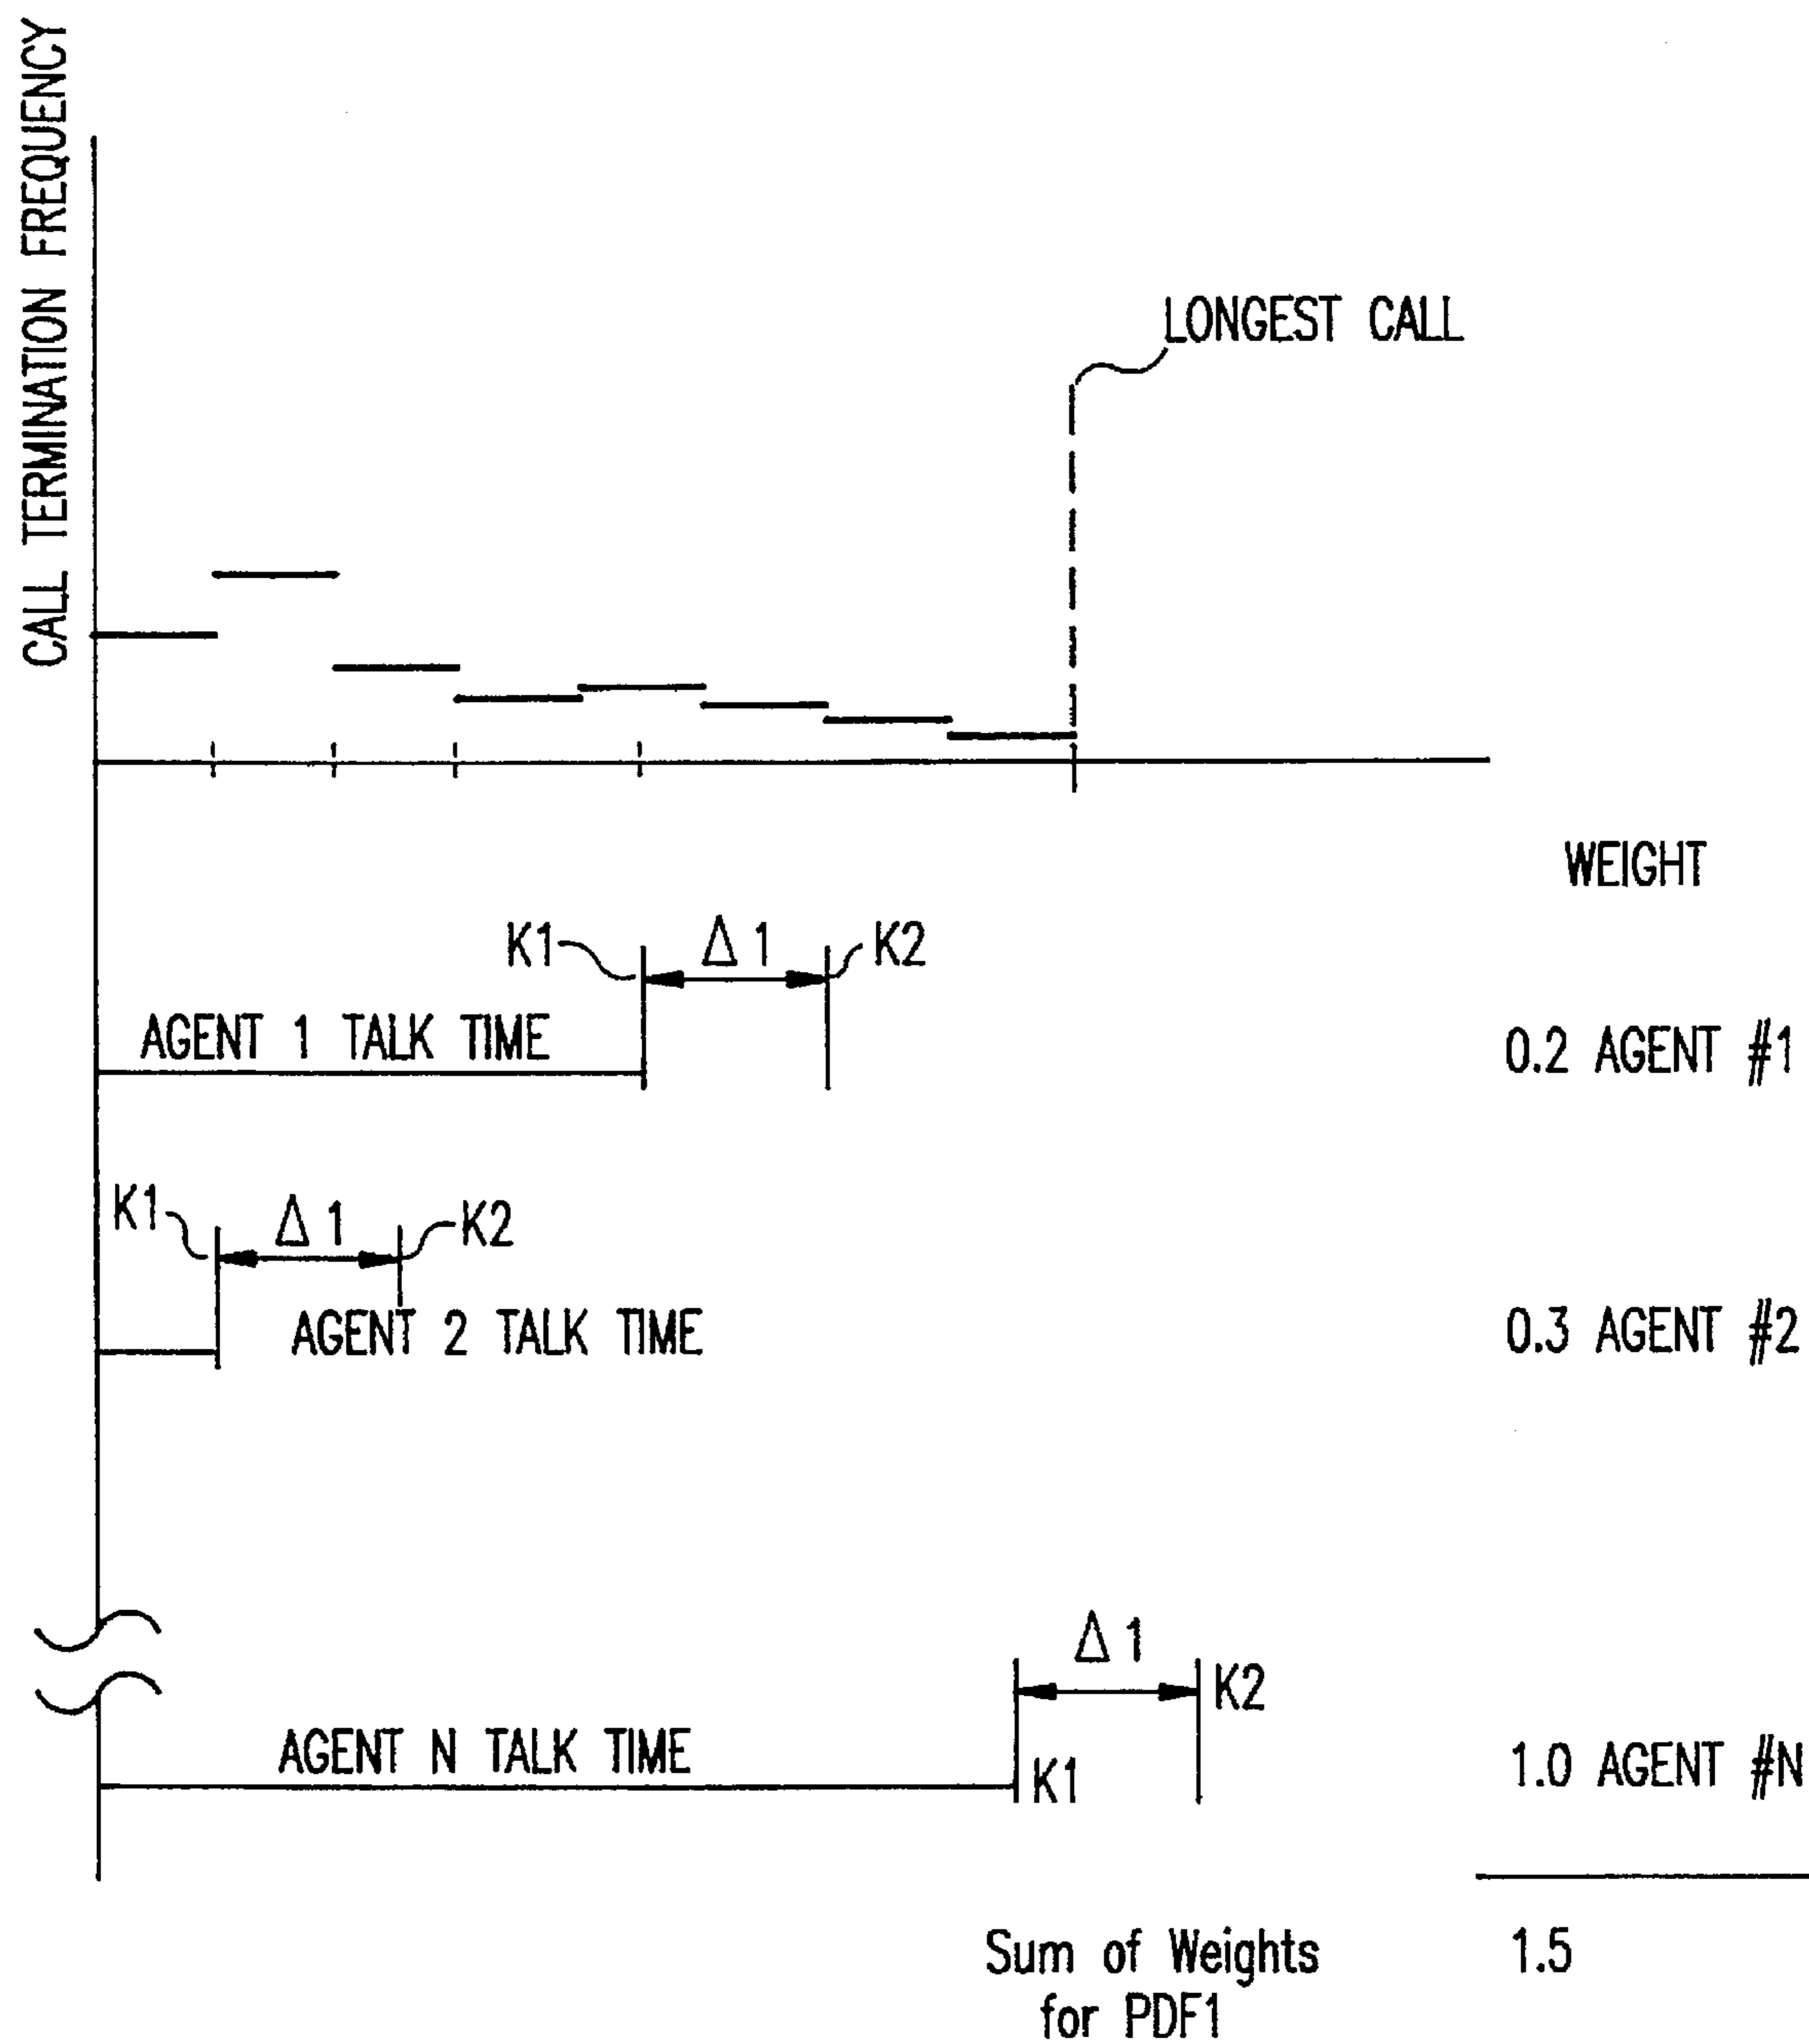 CALL TERMINATION FREQUENCY
LONGEST CALL
WEIGHT
K1 Δ 1 K2
AGENT 1 TALK TIME 0.2 AGENT #1
K1 Δ 1 K2
AGENT 2 TALK TIME 0.3 AGENT #2
Δ 1
K2
AGENT N TALK TIME K1 1.0 AGENT #N
Sum of Weights 1.5
for PDF1